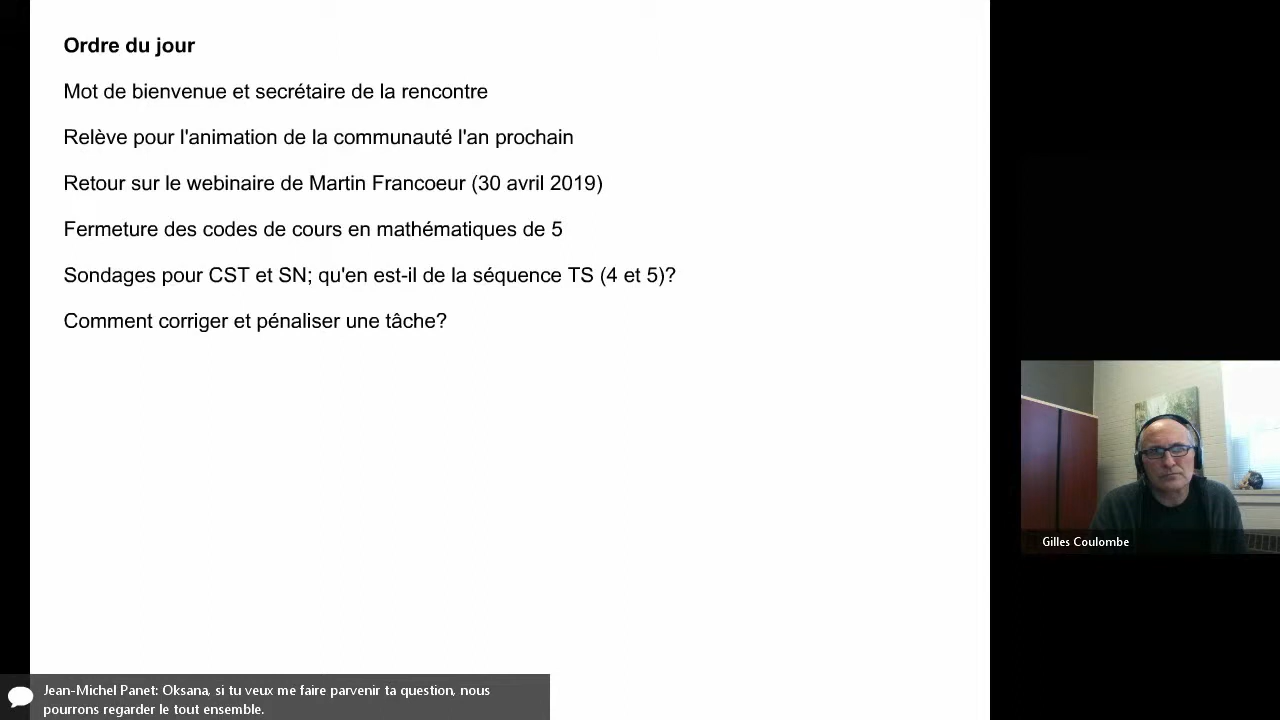 Ordre du jour
Mot de bienvenue et secrétaire de la rencontre
Relève pour l'animation de la communauté l'an prochain
Retour sur le webinaire de Martin Francoeur (30 avril 2019)
Fermeture des codes de cours en mathématiques de 5
Sondages pour CST et SN; qu'en est-il de la séquence TS (4 et 5)?
Comment corriger et pénaliser une tâche?
Gilles Coulombe
Jean-Michel Panet: Oksana, si tu veux me faire parvenir ta question, nous
pourrons regarder le tout ensemble.